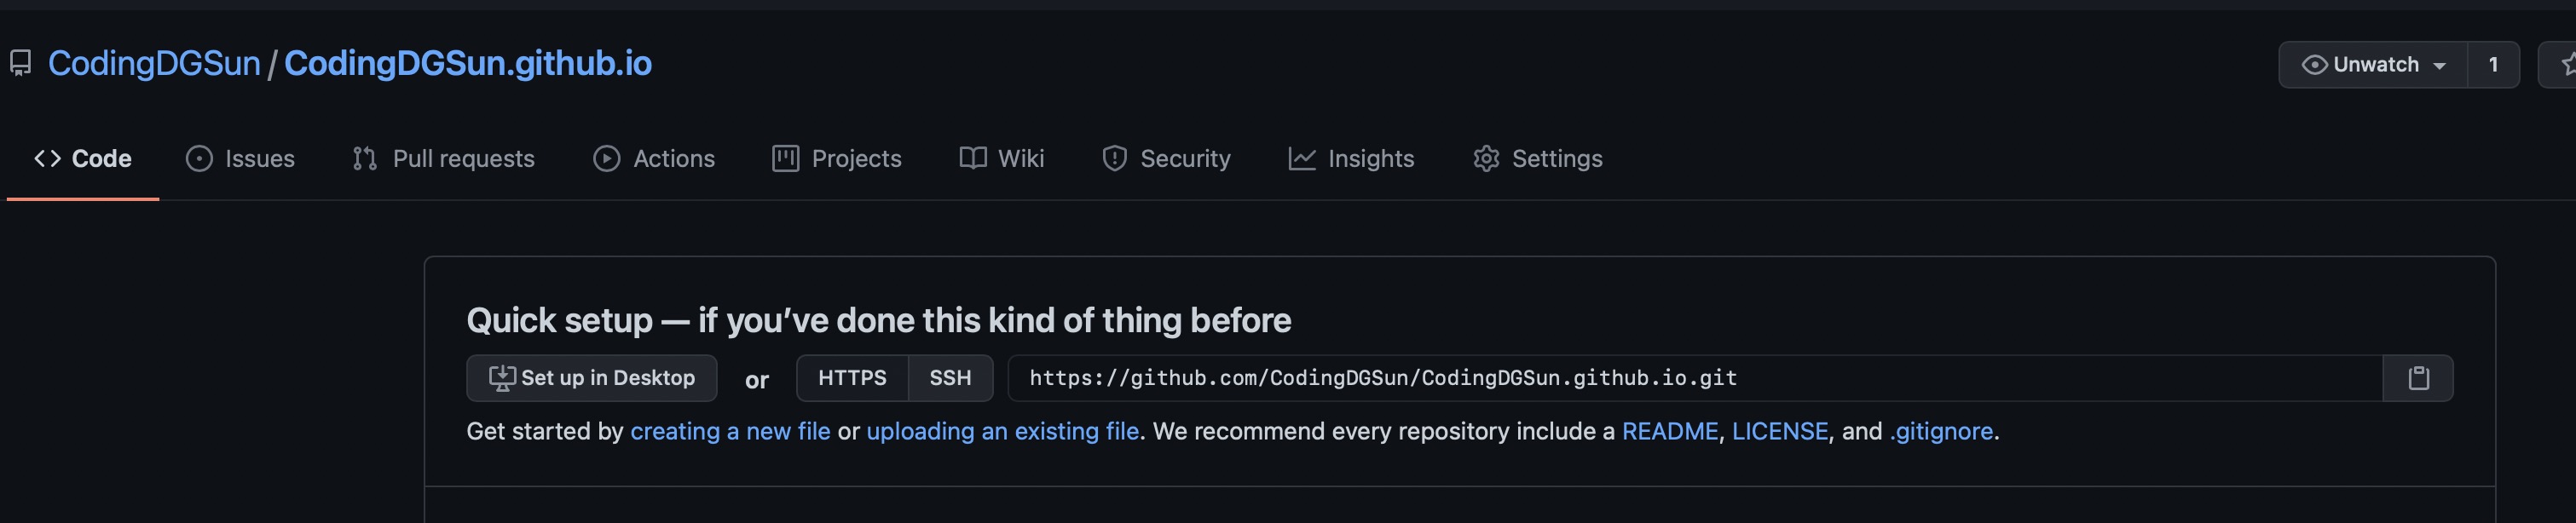 CodingDGSun / CodingDGSun.github.io
Unwatch 1
Code Issues Pull requests Actions Projects Wiki Security Insights Settings
Quick setup — if you’ve done this kind of thing before
Set up in Desktop or HTTPS SSH https://github.com/CodingDGSun/CodingDGSun.github.io.git
Get started by creating a new file or uploading an existing file. We recommend every repository include a README, LICENSE, and .gitignore.